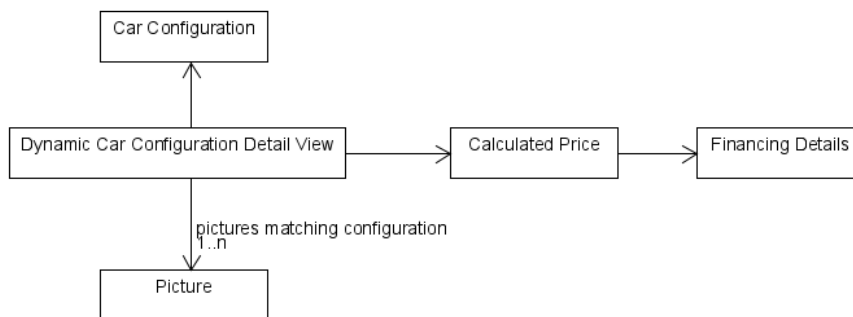 Car Configuration
Dynamic Car Configuration Detail View
Calculated Price
Financing Details
pictures matching configuration
1..n
Picture